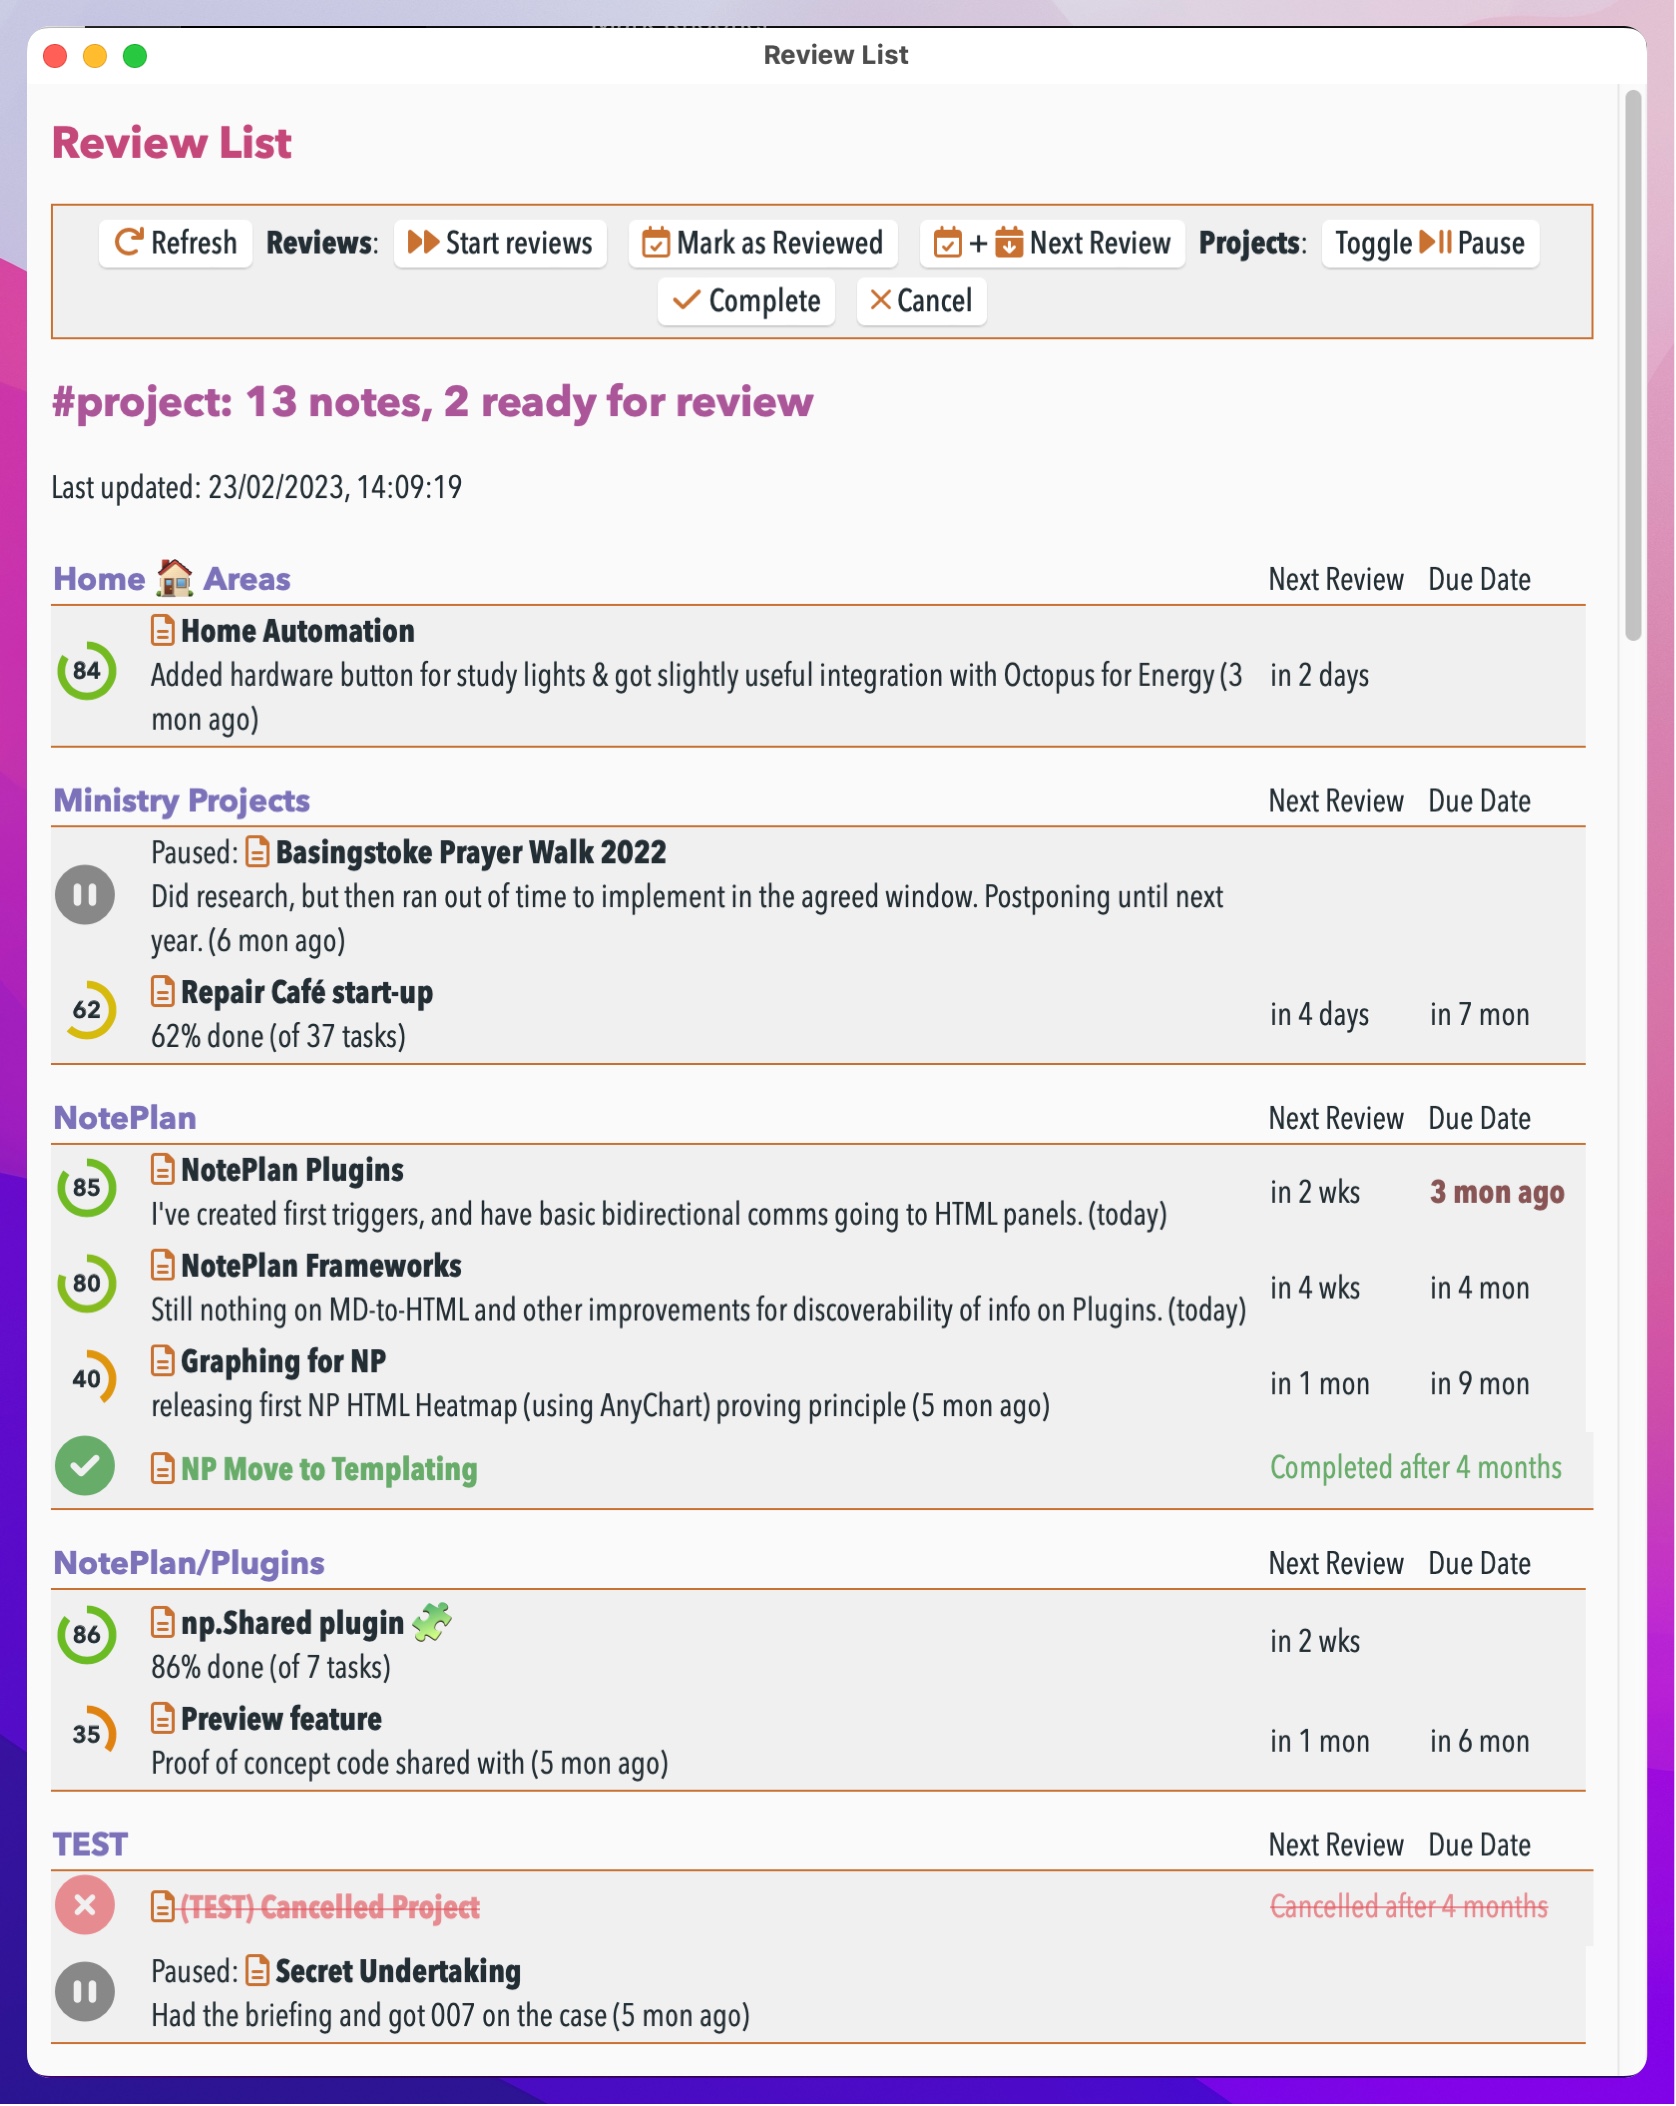 Review List
Review List
Refresh Reviews: Start reviews Mark as Reviewed + Next Review Projects: Toggle Pause
Complete Cancel
#project: 13 notes, 2 ready for review
Last updated: 23/02/2023, 14:09:19
Home 🏠 Areas Next Review Due Date
Home Automation
84 Added hardware button for study lights & got slightly useful integration with Octopus for Energy (3 in 2 days
mon ago)
Ministry Projects Next Review Due Date
Paused: Basingstoke Prayer Walk 2022
Did research, but then ran out of time to implement in the agreed window. Postponing until next
year. (6 mon ago)
62 Repair Café start-up in 4 days in 7 mon
62% done (of 37 tasks)
NotePlan Next Review Due Date
85 NotePlan Plugins in 2 wks 3 mon ago
I've created first triggers, and have basic bidirectional comms going to HTML panels. (today)
80 NotePlan Frameworks in 4 wks in 4 mon
Still nothing on MD-to-HTML and other improvements for discoverability of info on Plugins. (today)
40 Graphing for NP in 1 mon in 9 mon
releasing first NP HTML Heatmap (using AnyChart) proving principle (5 mon ago)
NP Move to Templating Completed after 4 months
NotePlan/Plugins Next Review Due Date
86 np.Shared plugin 🧩 in 2 wks
86% done (of 7 tasks)
35 Preview feature in 1 mon in 6 mon
Proof of concept code shared with (5 mon ago)
TEST Next Review Due Date
(TEST) Cancelled Project Cancelled after 4 months
Paused: Secret Undertaking
Had the briefing and got 007 on the case (5 mon ago)